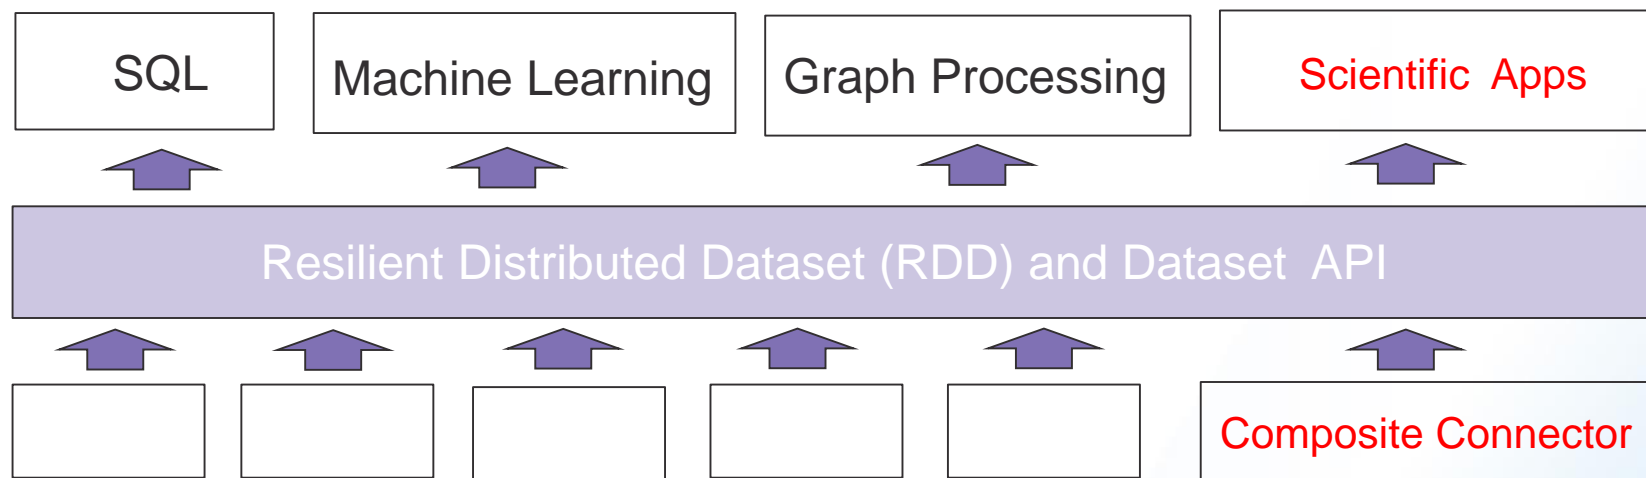 SQL
Machine Learning
Graph Processing
Scientific Apps
Resilient Distributed Dataset (RDD) and Dataset API
Composite Connector